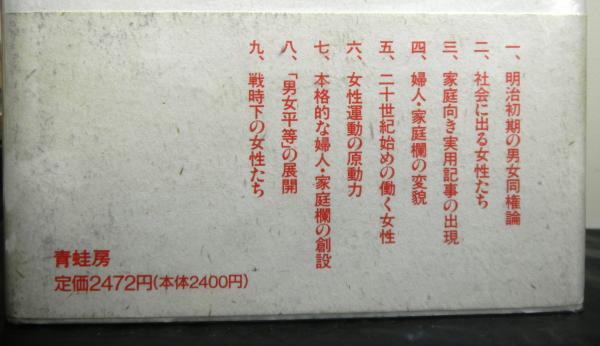 一、明治初期の男女同権論
二、社会に出る女性たち
三、家庭向き実用記事の出現
四、婦人・家庭欄の変貌
五、二十世紀始めの働く女性
六、女性運動の原動力
七、本格的な婦人・家庭欄の創設
八、「男女平等」の展開
九、戦時下の女性たち
青蛙房
定価2472円(本体2400円)